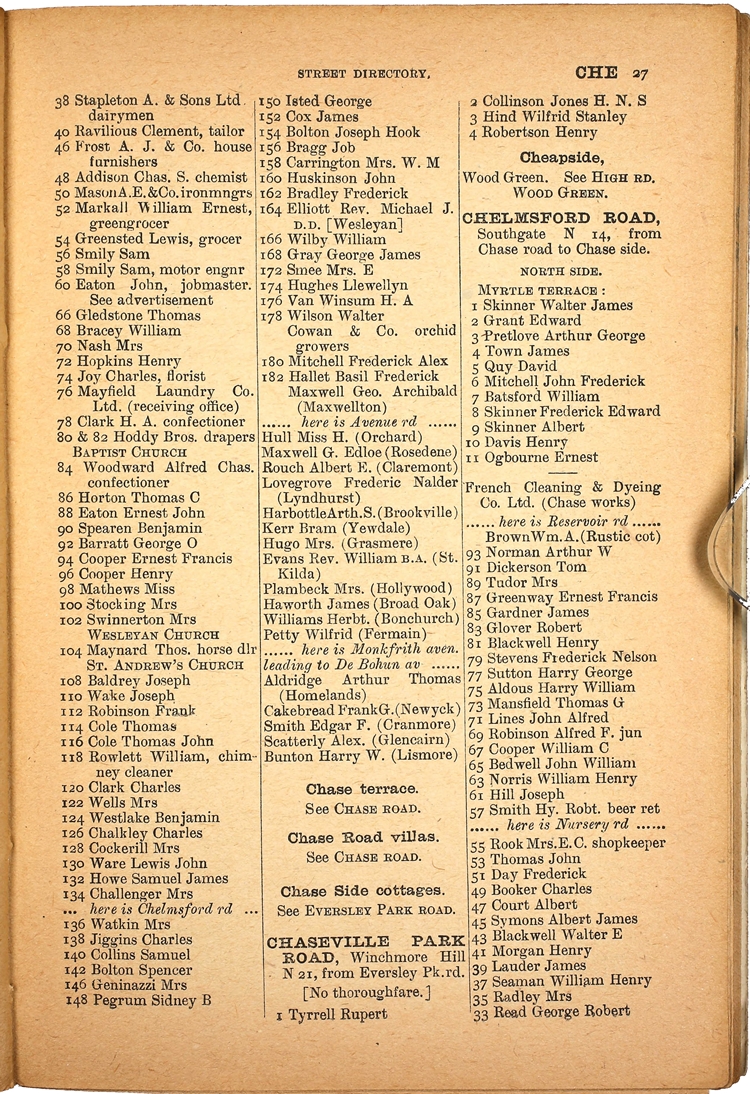 STREET DIRECTORY.
CHE 27
38 Stapleton A. & Sons Ltd.
dairymen
40 Ravilious Clement, tailor
46 Frost A. J. & Co. house
furnishers
48 Addison Chas. S. chemist
50 Mason A.E.&Co.ironmngrs
52 Markall William Ernest,
greengrocer
54 Greensted Lewis, grocer
56 Smily Sam
58 Smily Sam, motor engnr
60 Eaton John, jobmaster.
See advertisement
66 Gledstone Thomas
68 Bracey William
70 Nash Mrs
72 Hopkins Henry
74 Joy Charles, florist
76 Mayfield Laundry Co.
Ltd. (receiving office)
78 Clark H. A. confectioner
80 & 82 Hoddy Bros. drapers
BAPTIST CHURCH
84 Woodward Alfred Chas.
confectioner
86 Horton Thomas C
88 Eaton Ernest John
90 Spearen Benjamin
92 Barratt George O
94 Cooper Ernest Francis
96 Cooper Henry
98 Mathews Miss
100 Stocking Mrs
102 Swinnerton Mrs
WESLEYAN CHURCH
104 Maynard Thos. horse dlr
ST. ANDREW'S CHURCH
108 Baldrey Joseph
110 Wake Joseph
112 Robinson Frank
114 Cole Thomas
116 Cole Thomas John
118 Rowlett William, chim-
ney cleaner
120 Clark Charles
122 Wells Mrs
124 Westlake Benjamin
126 Chalkley Charles
128 Cockerill Mrs
130 Ware Lewis John
132 Howe Samuel James
134 Challenger Mrs
... here is Chelmsford rd ...
136 Watkin Mrs
138 Jiggins Charles
140 Collins Samuel
142 Bolton Spencer
146 Geninazzi Mrs
148 Pegrum Sidney B
150 Isted George
152 Cox James
154 Bolton Joseph Hook
156 Bragg Job
158 Carrington Mrs. W. M
160 Huskinson John
162 Bradley Frederick
164 Elliott Rev. Michael J.
D.D. [Wesleyan]
166 Wilby William
168 Gray George James
172 Smee Mrs. E
174 Hughes Llewellyn
176 Van Winsum H. A
178 Wilson Walter
Cowan & Co. orchid
growers
180 Mitchell Frederick Alex
182 Hallet Basil Frederick
Maxwell Geo. Archibald
(Maxwellton)
...... here is Avenue rd ......
Hull Miss H. (Orchard)
Maxwell G. Edloe (Rosedene)
Rouch Albert E. (Claremont)
Lovegrove Frederic Nalder
(Lyndhurst)
HarbottleArth.S.(Brookville)
Kerr Bram (Yewdale)
Hugo Mrs. (Grasmere)
Evans Rev. William B.A. (St.
Kilda)
Plambeck Mrs. (Hollywood)
Haworth James (Broad Oak)
Williams Herbt. (Bonchurch)
Petty Wilfrid (Fermain)
...... here is Monkfrith aven.
leading to De Bohun av ......
Aldridge Arthur Thomas
(Homelands)
Cakebread FrankG.(Newyck)
Smith Edgar F. (Cranmore)
Scatterly Alex. (Glencairn)
Bunton Harry W. (Lismore)
Chase terrace.
See CHASE ROAD.
Chase Road villas.
See CHASE ROAD.
Chase Side cottages.
See EVERSLEY PARK ROAD.
CHASEVILLE PARK
ROAD, Winchmore Hill
N 21, from Eversley Pk.rd.
[No thoroughfare.]
1 Tyrrell Rupert
2 Collinson Jones H. N. S
3 Hind Wilfrid Stanley
4 Robertson Henry
Cheapside,
Wood Green. See HIGH RD.
WOOD GREEN.
CHELMSFORD ROAD,
Southgate N 14, from
Chase road to Chase side.
NORTH SIDE.
MYRTLE TERRACE :
1 Skinner Walter James
2 Grant Edward
3 Pretlove Arthur George
4 Town James
5 Quy David
6 Mitchell John Frederick
7 Batsford William
8 Skinner Frederick Edward
9 Skinner Albert
10 Davis Henry
11 Ogbourne Ernest
French Cleaning & Dyeing
Co. Ltd. (Chase works)
...... here is Reservoir rd ......
BrownWm.A.(Rustic cot)
93 Norman Arthur W
91 Dickerson Tom
89 Tudor Mrs
87 Greenway Ernest Francis
85 Gardner James
83 Glover Robert
81 Blackwell Henry
79 Stevens Frederick Nelson
77 Sutton Harry George
75 Aldous Harry William
73 Mansfield Thomas G
71 Lines John Alfred
69 Robinson Alfred F. jun
67 Cooper William C
65 Bedwell John William
63 Norris William Henry
61 Hill Joseph
57 Smith Hy. Robt. beer ret
...... here is Nursery rd ......
55 Rook Mrs.E.C. shopkeeper
53 Thomas John
51 Day Frederick
49 Booker Charles
47 Court Albert
45 Symons Albert James
43 Blackwell Walter E
41 Morgan Henry
39 Lauder James
37 Seaman William Henry
35 Radley Mrs
33 Read George Robert